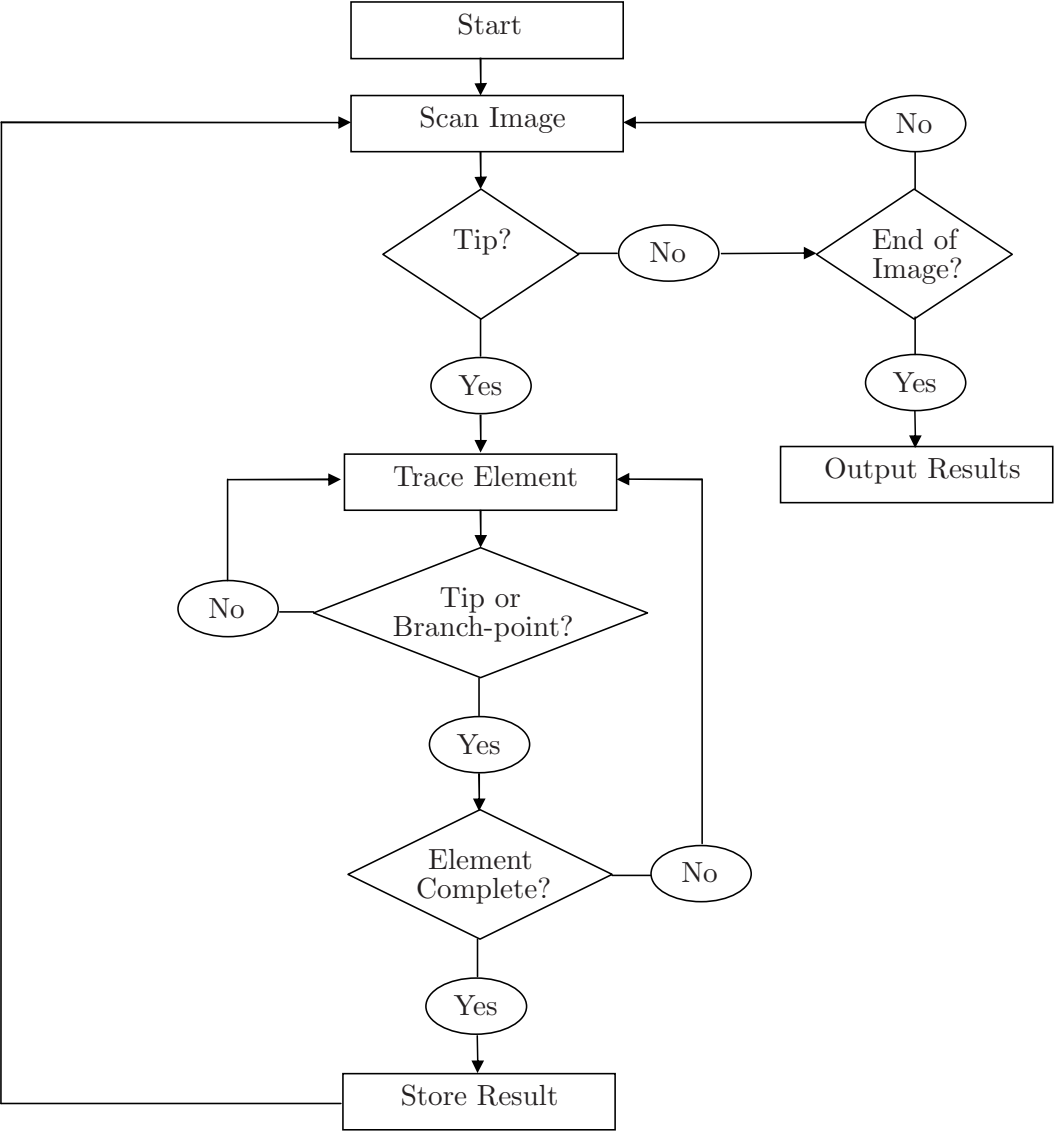 Start
Scan Image
No
Tip?
No
End of
Image?
Yes
Yes
Trace Element
Output Results
No
Tip or
Branch-point?
Yes
Element
Complete?
No
Yes
Store Result